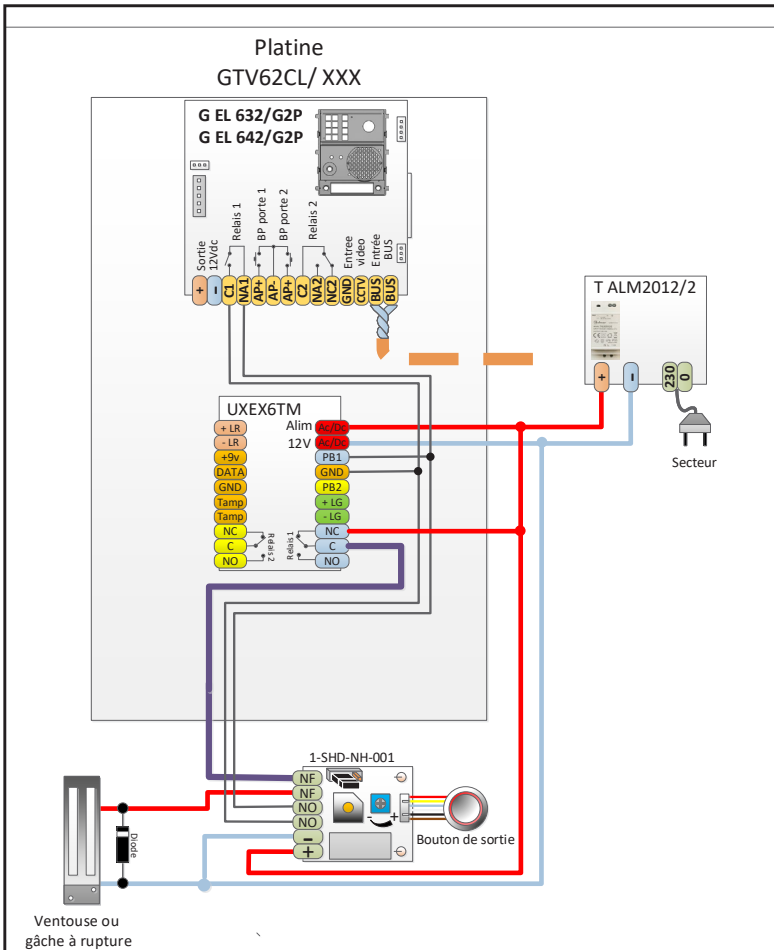 Platine
GTV62CL/ XXX
G EL 632/G2P
G EL 642/G2P
Sortie
12Vdc
Relais 1
BP porte 1
BP porte 2
Relais 2
Entree
video
Entrée
BUS
+
-
C1
NA1
AP+
AP-
AP+
C2
NA2
NC2
GND
CCTV
BUS
BUS
T ALM2012/2
+
-
230
0
Secteur
UXEX6TM
+ LR
- LR
+9v
DATA
GND
Tamp
Tamp
NC
C
NO
Relais 2
Alim
12V
Ac/Dc
Ac/Dc
PB1
GND
PB2
+ LG
- LG
NC
C
NO
Relais 1
1-SHD-NH-001
NF
NF
NO
NO
-
+
- +
Bouton de sortie
Diode
Ventouse ou
gâche à rupture